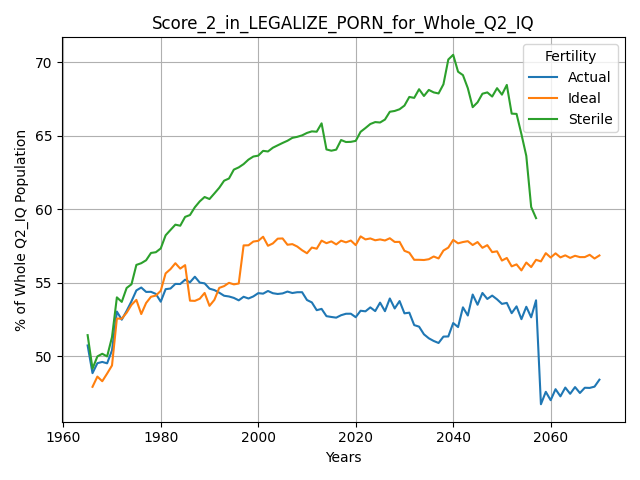 Score_2_in_LEGALIZE_PORN_for_Whole_Q2_IQ
% of Whole Q2_IQ Population
70
65
60
55
50
Fertility
Actual
Ideal
Sterile
1960
1980
2000
2020
2040
2060
Years